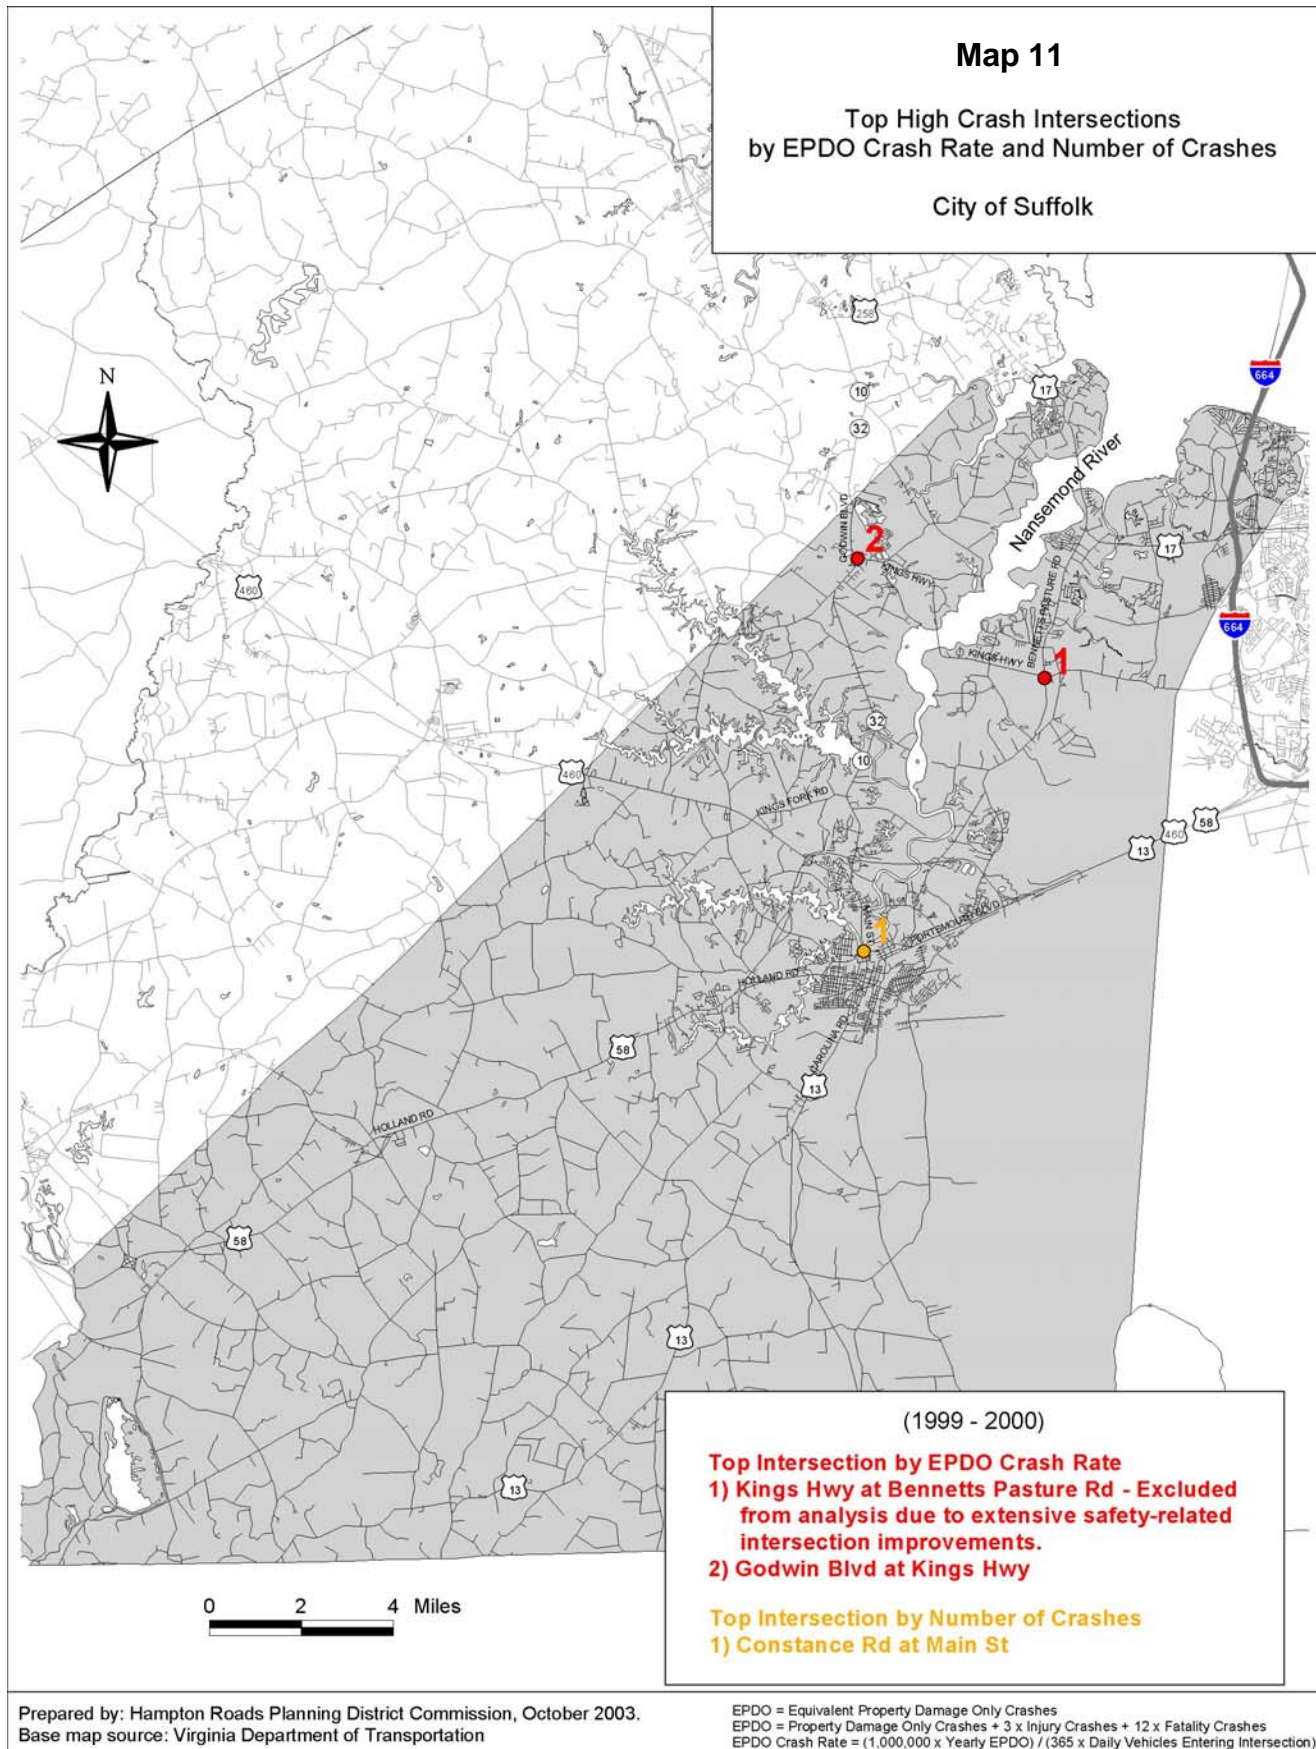 Map 11
Top High Crash Intersections
by EPDO Crash Rate and Number of Crashes
City of Suffolk
258
664
N
17
10
32
Nansemond River
GODWIN BLVD
2
17
KINGS HWY
BENNETTS PASTURE RD
460
664
KINGS HWY
1
32
10
460
KINGS FORK RD
58
460
13
MAIN ST
1
PORTSMOUTH BLVD
HOLLAND RD
58
CAROLINA RD
13
HOLLAND RD
58
13
13
(1999 - 2000)
Top Intersection by EPDO Crash Rate
1) Kings Hwy at Bennetts Pasture Rd - Excluded
from analysis due to extensive safety-related
intersection improvements.
2) Godwin Blvd at Kings Hwy
Top Intersection by Number of Crashes
1) Constance Rd at Main St
0 2 4 Miles
Prepared by: Hampton Roads Planning District Commission, October 2003.
Base map source: Virginia Department of Transportation
EPDO = Equivalent Property Damage Only Crashes
EPDO = Property Damage Only Crashes + 3 x Injury Crashes + 12 x Fatality Crashes
EPDO Crash Rate = (1,000,000 x Yearly EPDO) / (365 x Daily Vehicles Entering Intersection)